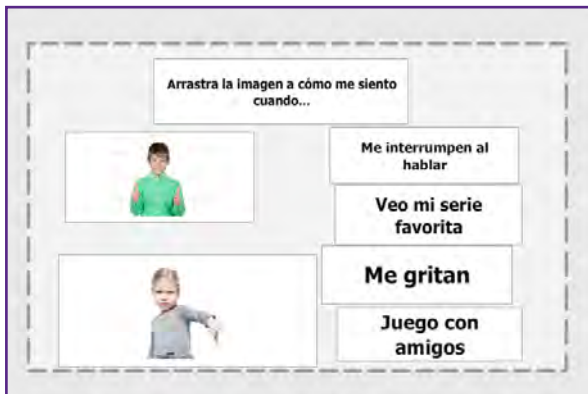 Arrastra la imagen a cómo me siento
cuando...
Me interrumpen al
hablar
Veo mi serie
favorita
Me gritan
Juego con
amigos